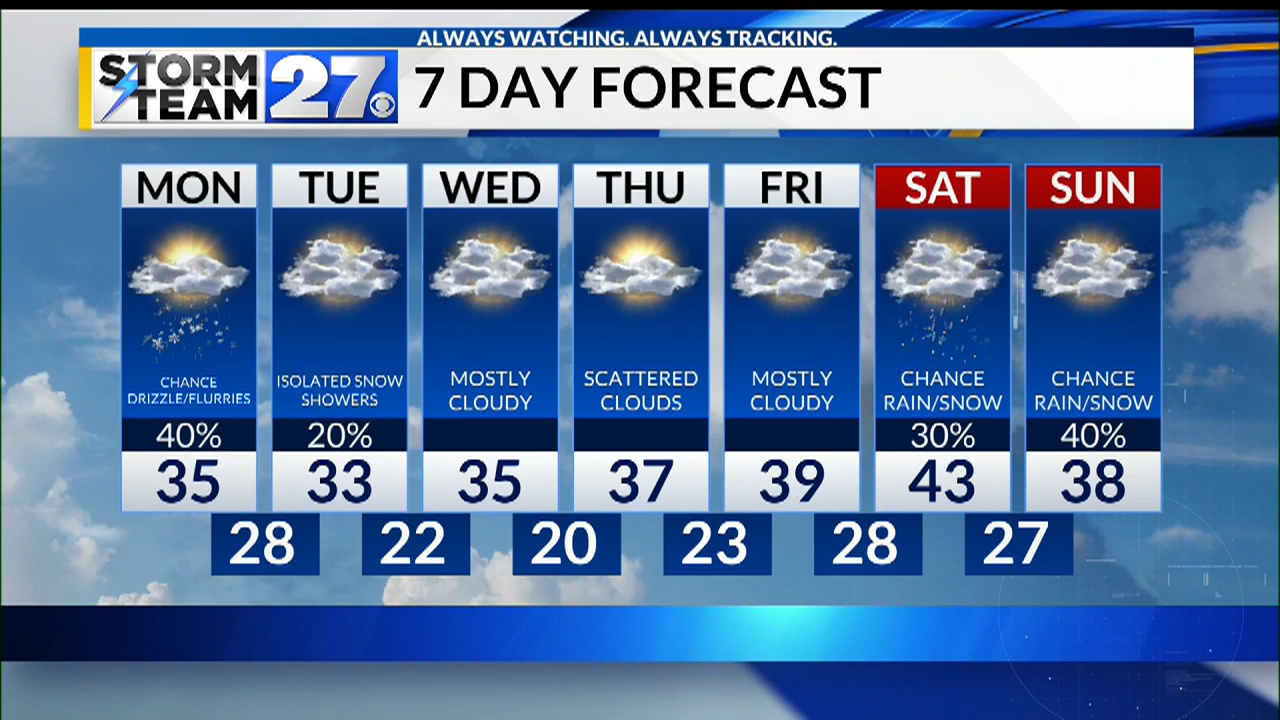 ALWAYS WATCHING. ALWAYS TRACKING.
STORM
TEAM
27
7 DAY FORECAST
MON
TUE
WED
THU
FRI
SAT
SUN
CHANCE
DRIZZLE/FLURRIES
ISOLATED SNOW
SHOWERS
MOSTLY
CLOUDY
SCATTERED
CLOUDS
MOSTLY
CLOUDY
CHANCE
RAIN/SNOW
CHANCE
RAIN/SNOW
40%
20%
30%
40%
35
33
35
37
39
43
38
28
22
20
23
28
27